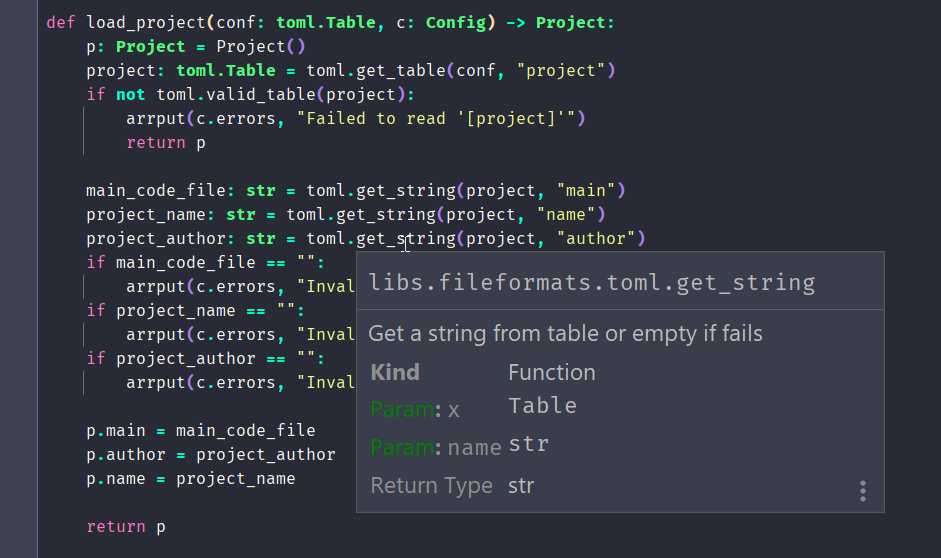 def load_project(conf: toml.Table, c: Config) -> Project:
    p: Project = Project()
    project: toml.Table = toml.get_table(conf, "project")
    if not toml.valid_table(project):
        arrput(c.errors, "Failed to read '[project]'")
        return p

    main_code_file: str = toml.get_string(project, "main")
    project_name: str = toml.get_string(project, "name")
    project_author: str = toml.get_string(project, "author")
    if main_code_file == "":
        arrput(c.errors, "Inval
    if project_name == "":
        arrput(c.errors, "Inval
    if project_author == "":
        arrput(c.errors, "Inval

    p.main = main_code_file
    p.author = project_author
    p.name = project_name

    return p
libs.fileformats.toml.get_string
Get a string from table or empty if fails
Kind Function
Param: x Table
Param: name str
Return Type str